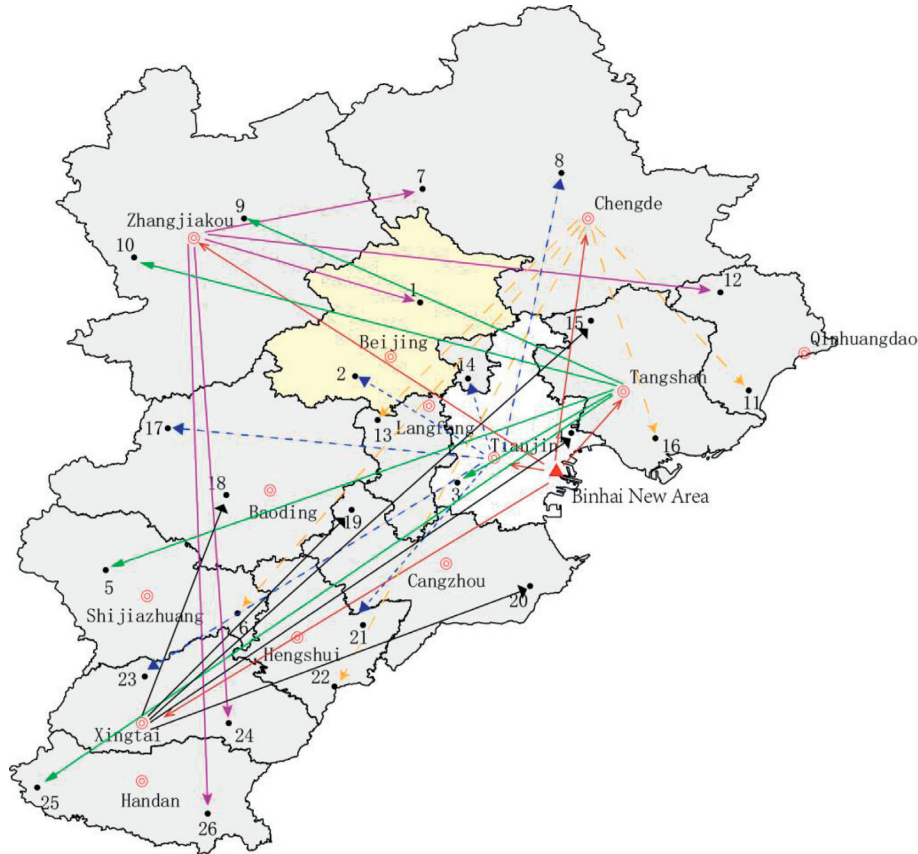 8
7
9
Chengde
Zhangjiakou
10
12
1
15
Beijing
Qinhuangdao
14
2
Tangshan
11
Langfang
13
17
Tianjin
16
3
18
Binhai New Area
Baoding
19
Cangzhou
5
20
Shijiazhuang
6
21
Hengshui
23
22
Xingtai
24
25
Handan
26